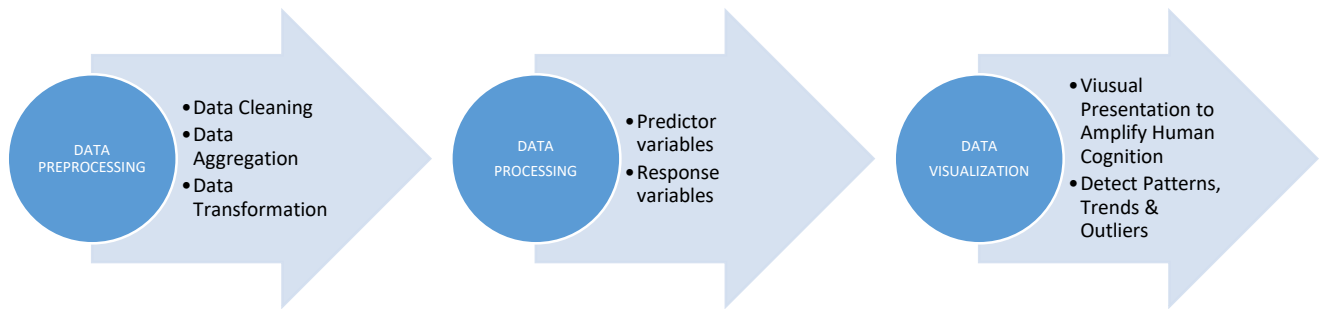 DATA
PREPROCESSING
•Data Cleaning
•Data
Aggregation
•Data
Transformation
DATA
PROCESSING
•Predictor
variables
•Response
variables
DATA
VISUALIZATION
•Viusual
Presentation to
Amplify Human
Cognition
•Detect Patterns,
Trends &
Outliers